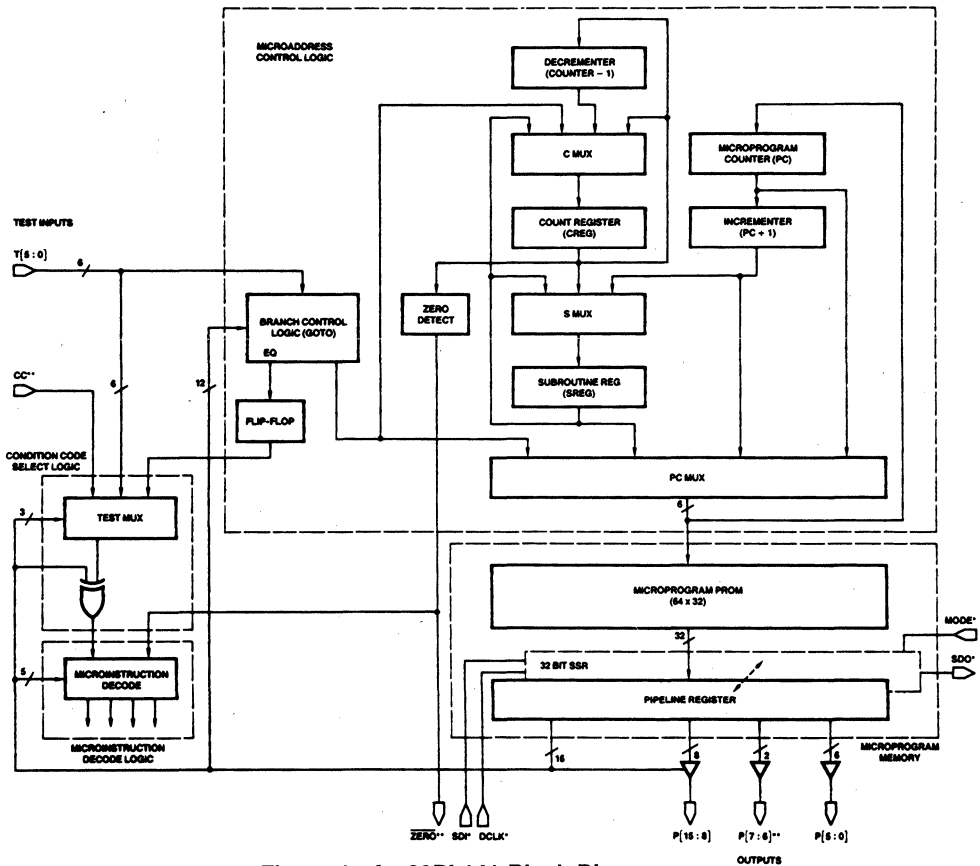 MICROADDRESS
CONTROL LOGIC
DECREMENTER
(COUNTER – 1)
C MUX
MICROPROGRAM
COUNTER (PC)
COUNT REGISTER
(CREG)
INCREMENTER
(PC + 1)
TEST INPUTS
T[5 : 0]
6
BRANCH CONTROL
LOGIC (GOTO)
EQ
ZERO
DETECT
S MUX
CC**
6
12
SUBROUTINE REG
(SREG)
FLIP-FLOP
CONDITION CODE
SELECT LOGIC
PC MUX
3
TEST MUX
6
MICROPROGRAM PROM
(64 x 32)
MODE*
32
SDO*
32 BIT SSR
5
MICROINSTRUCTION
DECODE
PIPELINE REGISTER
MICROINSTRUCTION
DECODE LOGIC
16
8
2
6
MICROPROGRAM
MEMORY
ZERO**
SDI*
DCLK*
P[15 : 8]
P[7 : 6]**
P[5 : 0]
OUTPUTS